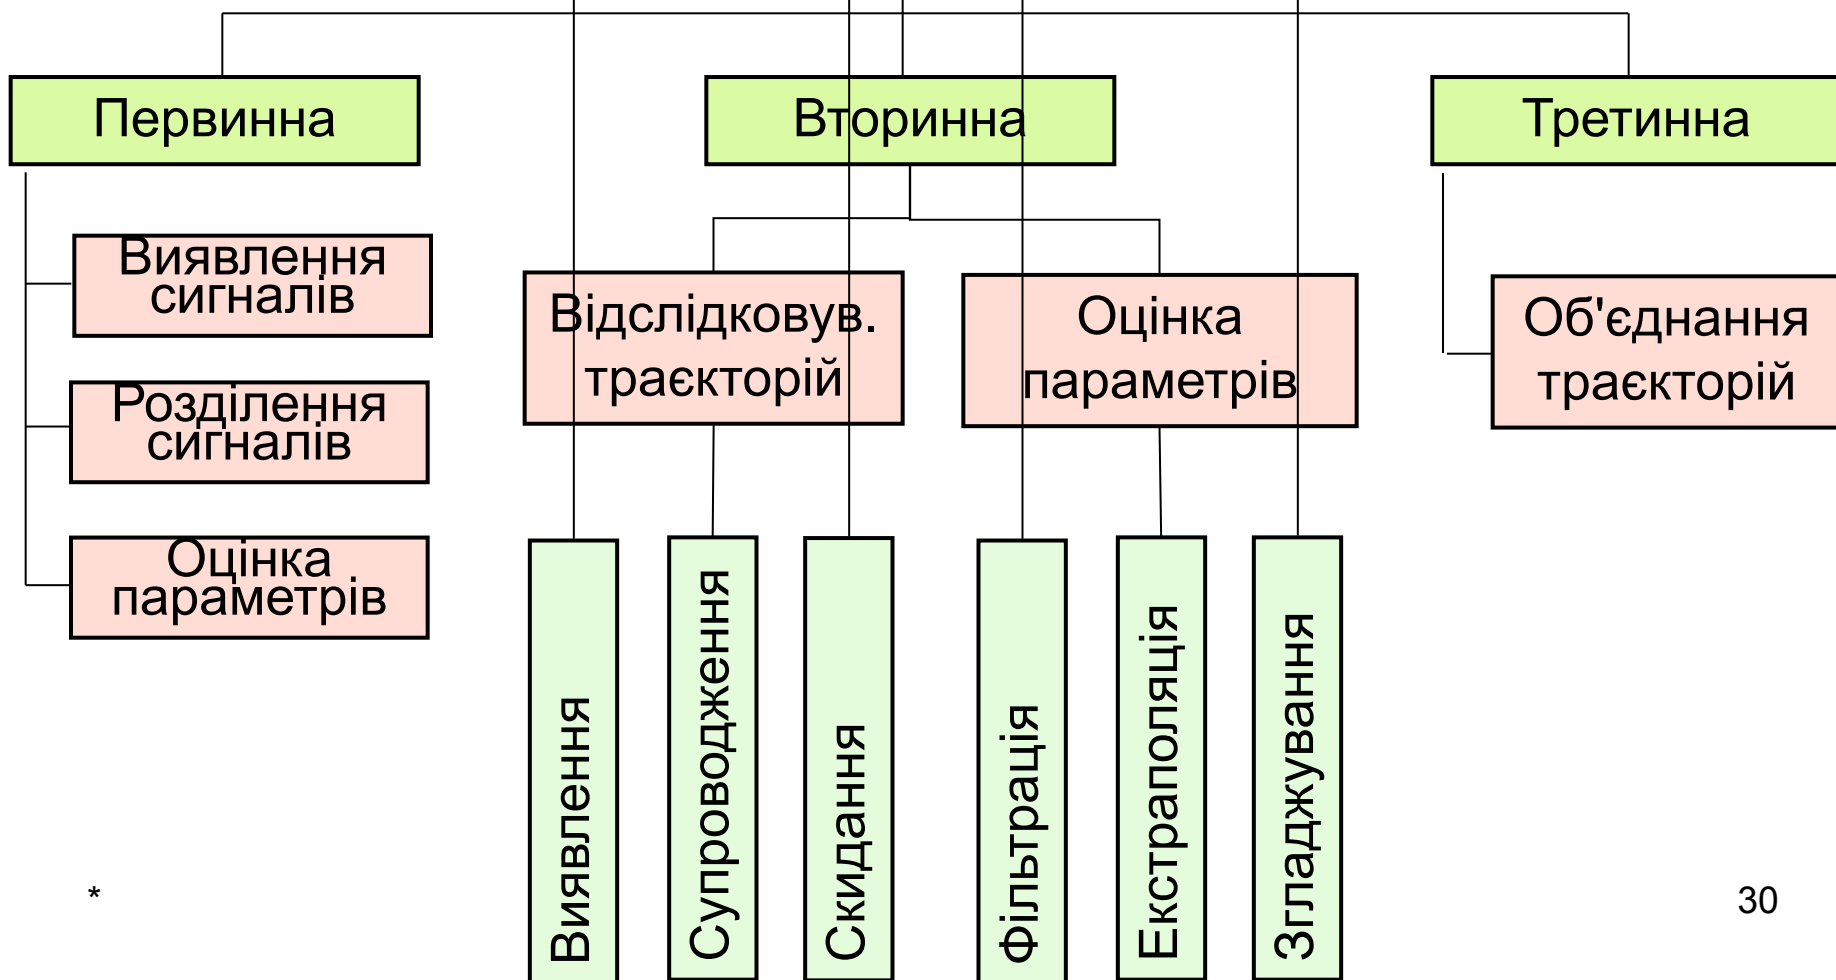 Первинна
Вторинна
Третинна
Виявлення
сигналів
Розділення
сигналів
Оцінка
параметрів
Відслідковув.
траєкторій
Оцінка
параметрів
Об'єднання
траєкторій
Виявлення
Супроводження
Скидання
Фільтрація
Екстраполяція
Згладжування
*
30